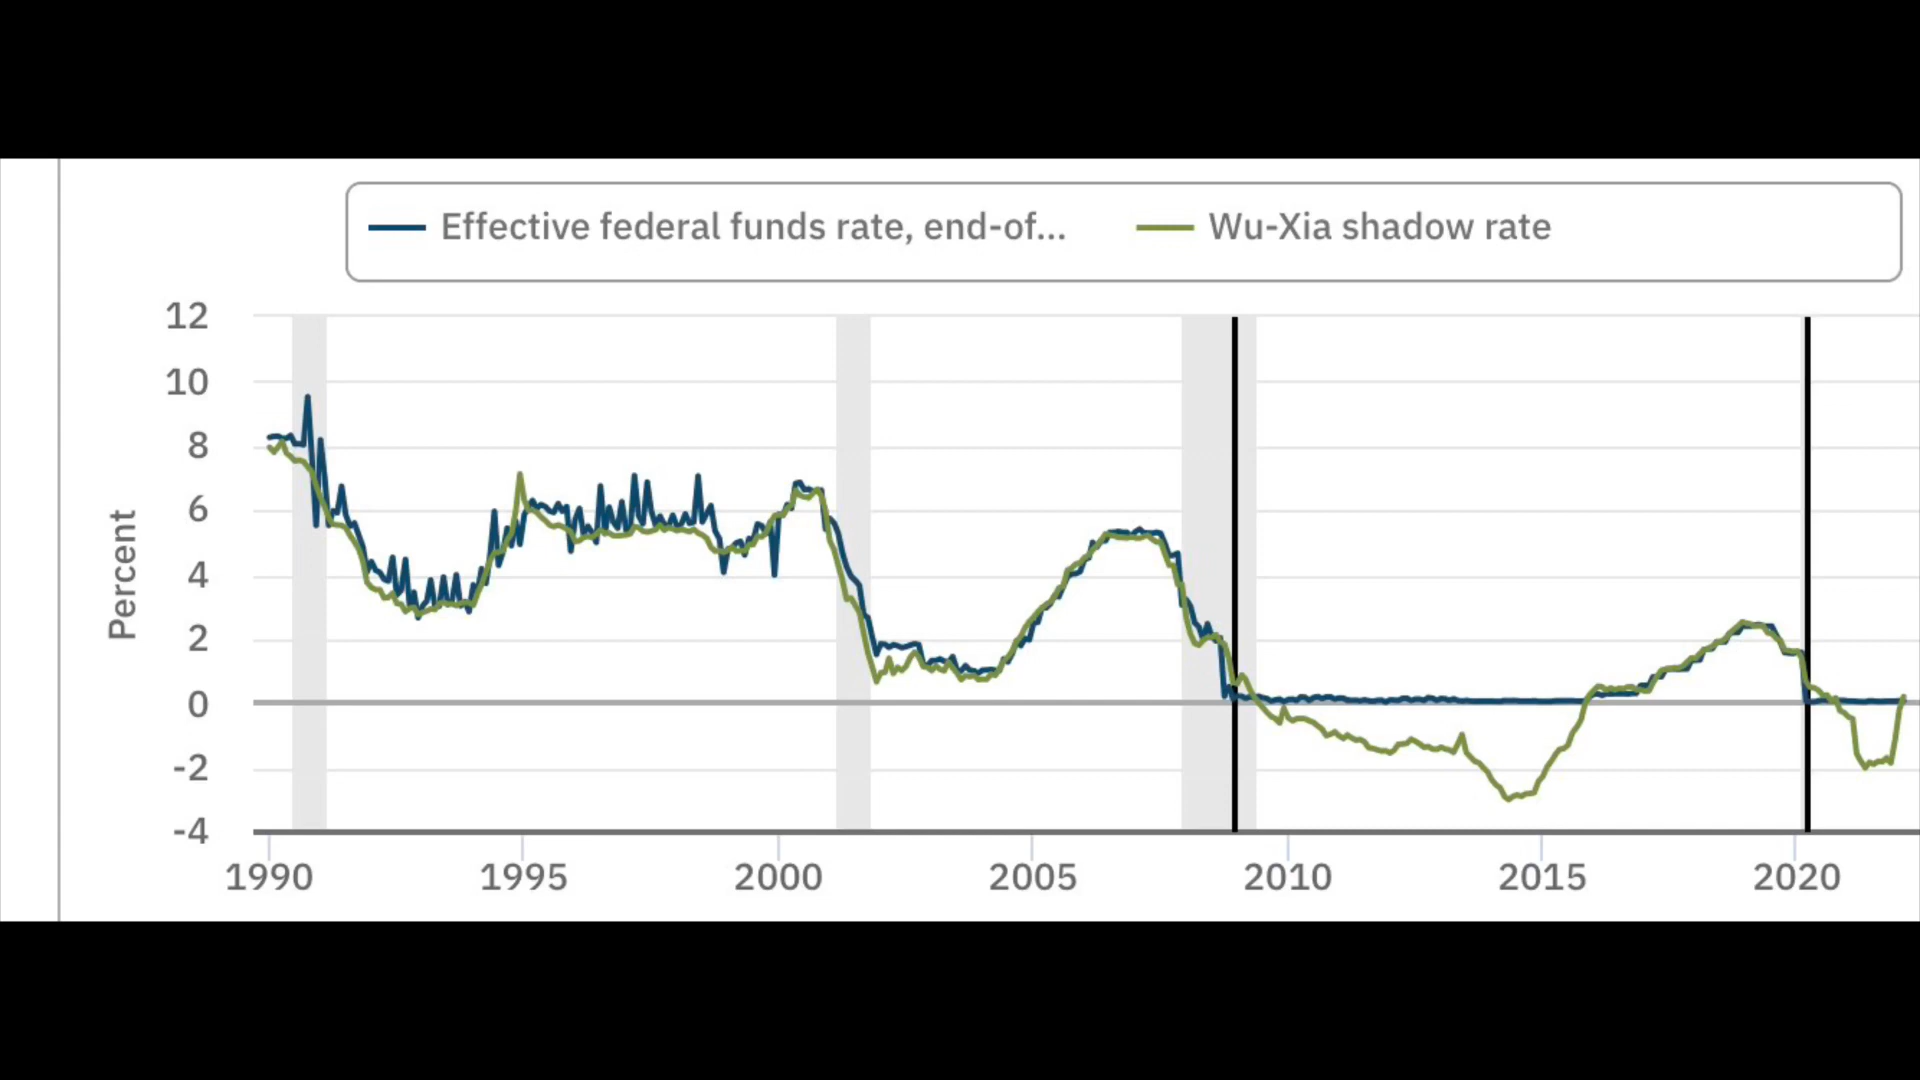 Effective federal funds rate, end-of...
Wu-Xia shadow rate
12
10
8
6
4
2
0
-2
-4
Percent
1990 1995 2000 2005 2010 2015 2020